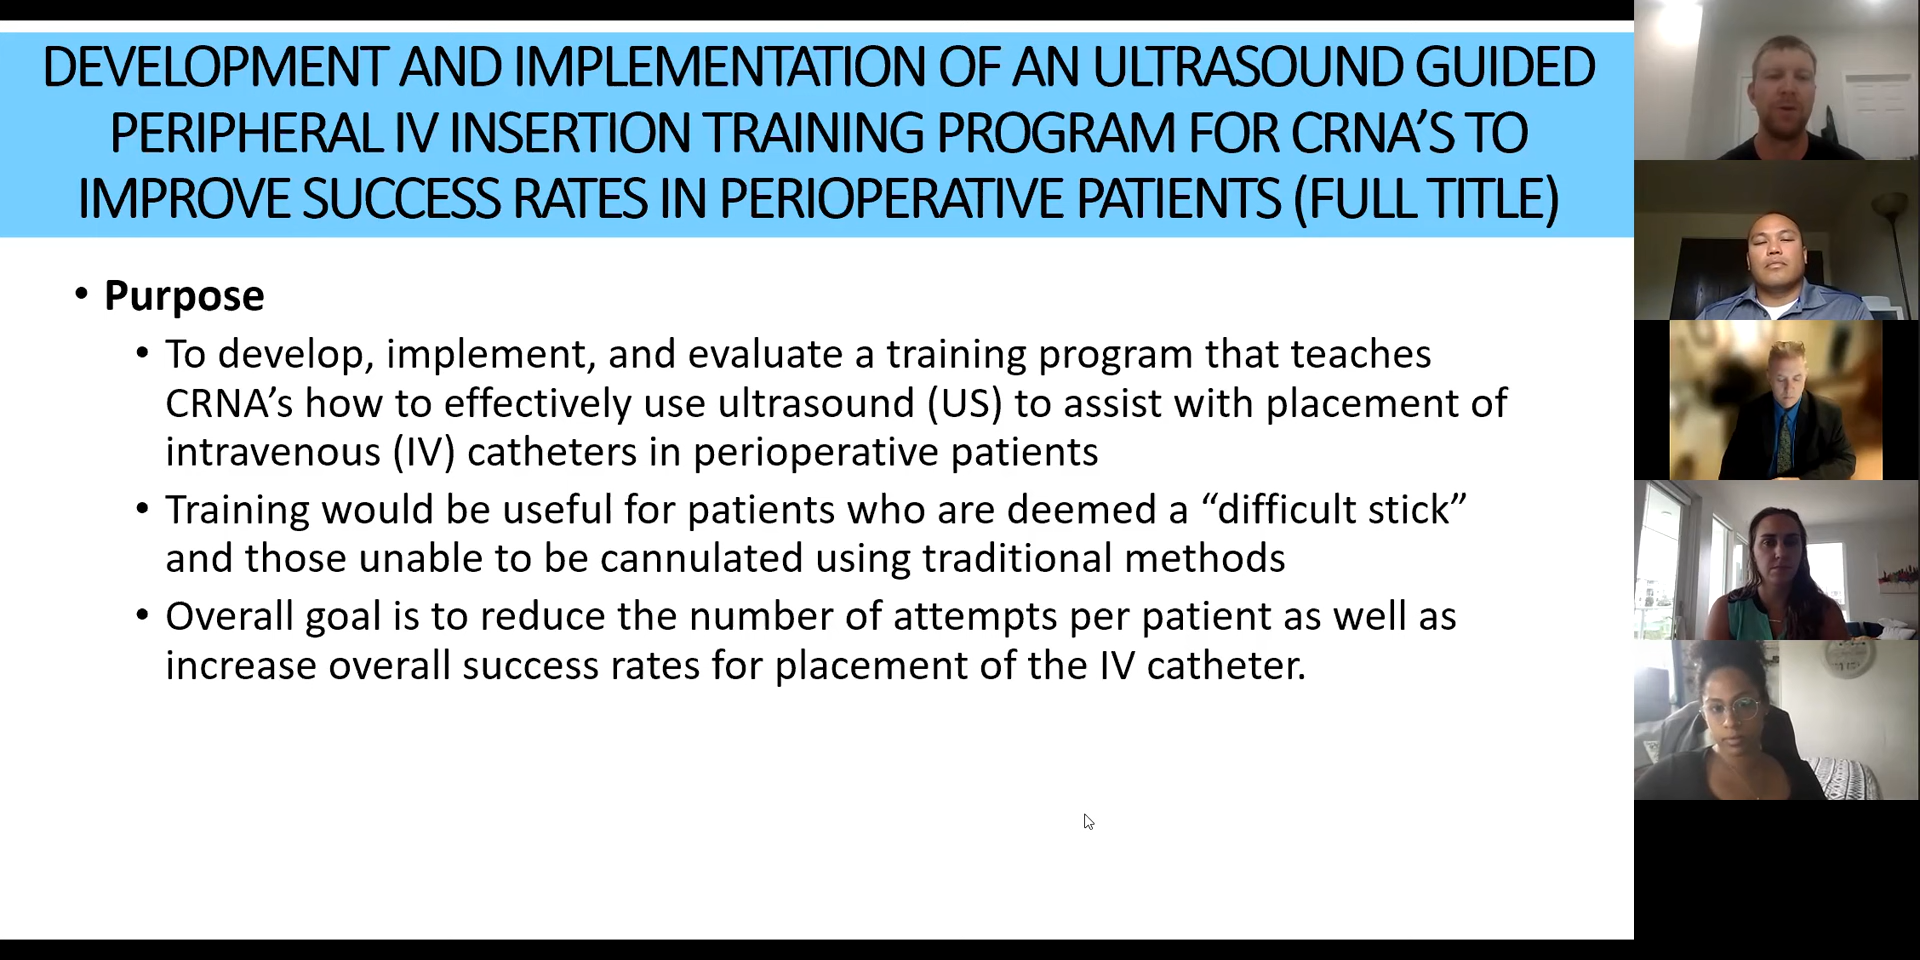 DEVELOPMENT AND IMPLEMENTATION OF AN ULTRASOUND GUIDED
PERIPHERAL IV INSERTION TRAINING PROGRAM FOR CRNA’S TO
IMPROVE SUCCESS RATES IN PERIOPERATIVE PATIENTS (FULL TITLE)
• Purpose
• To develop, implement, and evaluate a training program that teaches
CRNA’s how to effectively use ultrasound (US) to assist with placement of
intravenous (IV) catheters in perioperative patients
• Training would be useful for patients who are deemed a “difficult stick”
and those unable to be cannulated using traditional methods
• Overall goal is to reduce the number of attempts per patient as well as
increase overall success rates for placement of the IV catheter.